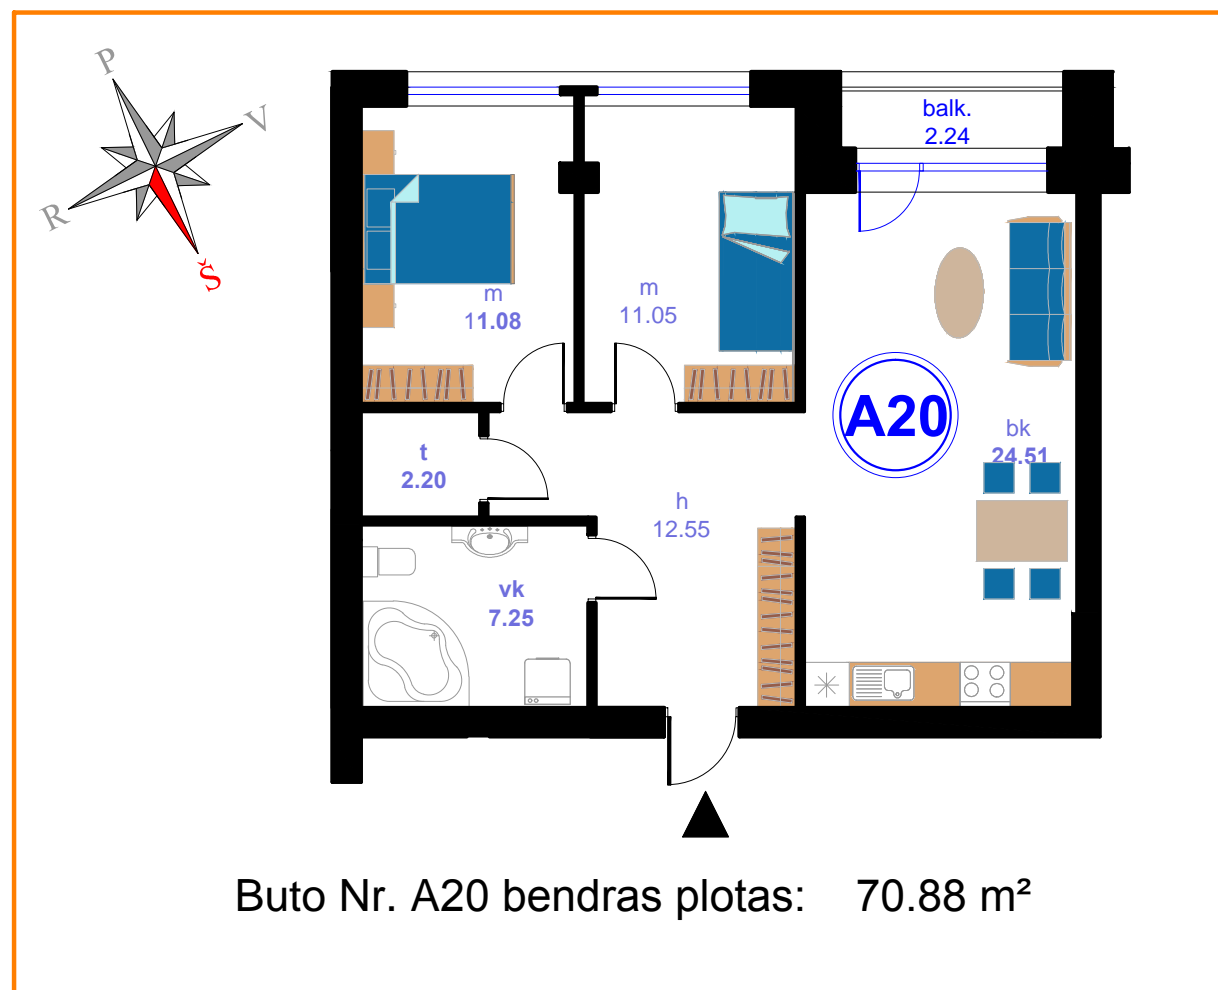 P
V
R
Š
balk.
2.24
m
11.08
m
11.05
A20
bk
24.51
t
2.20
h
12.55
vk
7.25
Buto Nr. A20 bendras plotas: 70.88 m²